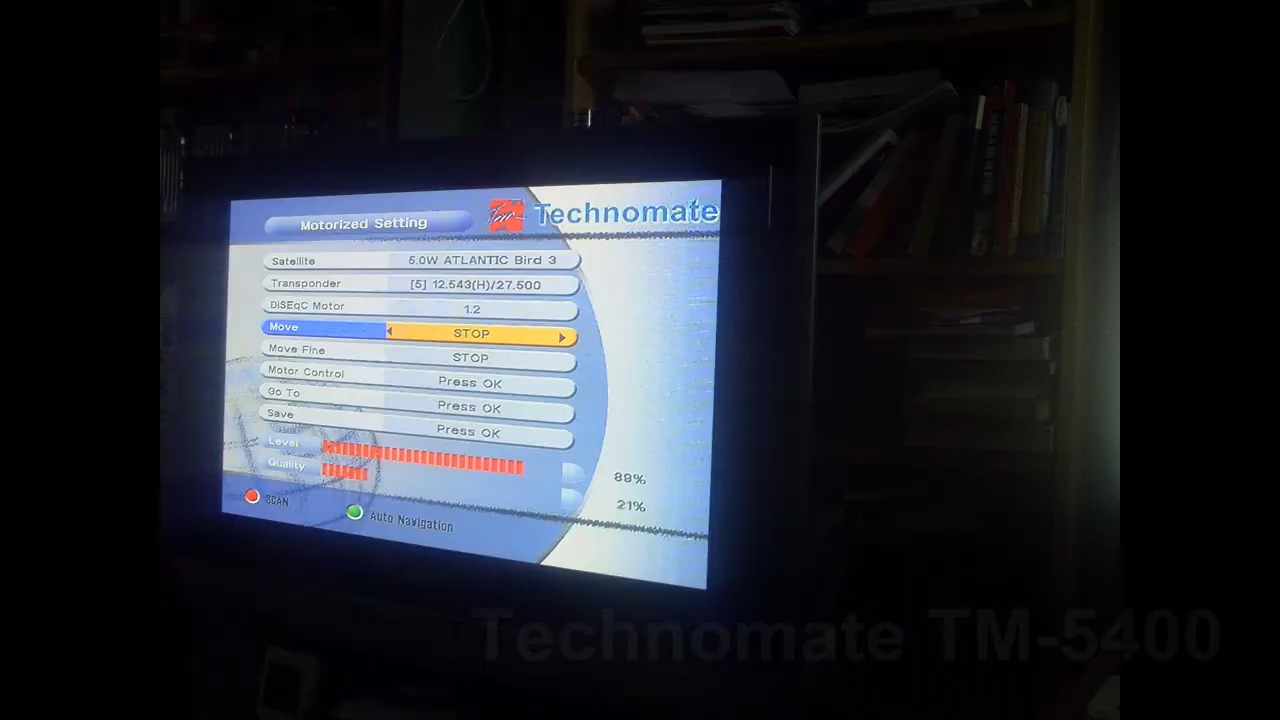 Motorized Setting
Technomate
Satellite 5.0W ATLANTIC Bird 3
Transponder [5] 12.543(H)/27.500
DiSEqC Motor 1.2
Move STOP
Move Fine STOP
Motor Control Press OK
Go To Press OK
Save Press OK
Level 89%
Quality 21%
SCAN Auto Navigation
Technomate TM-5400